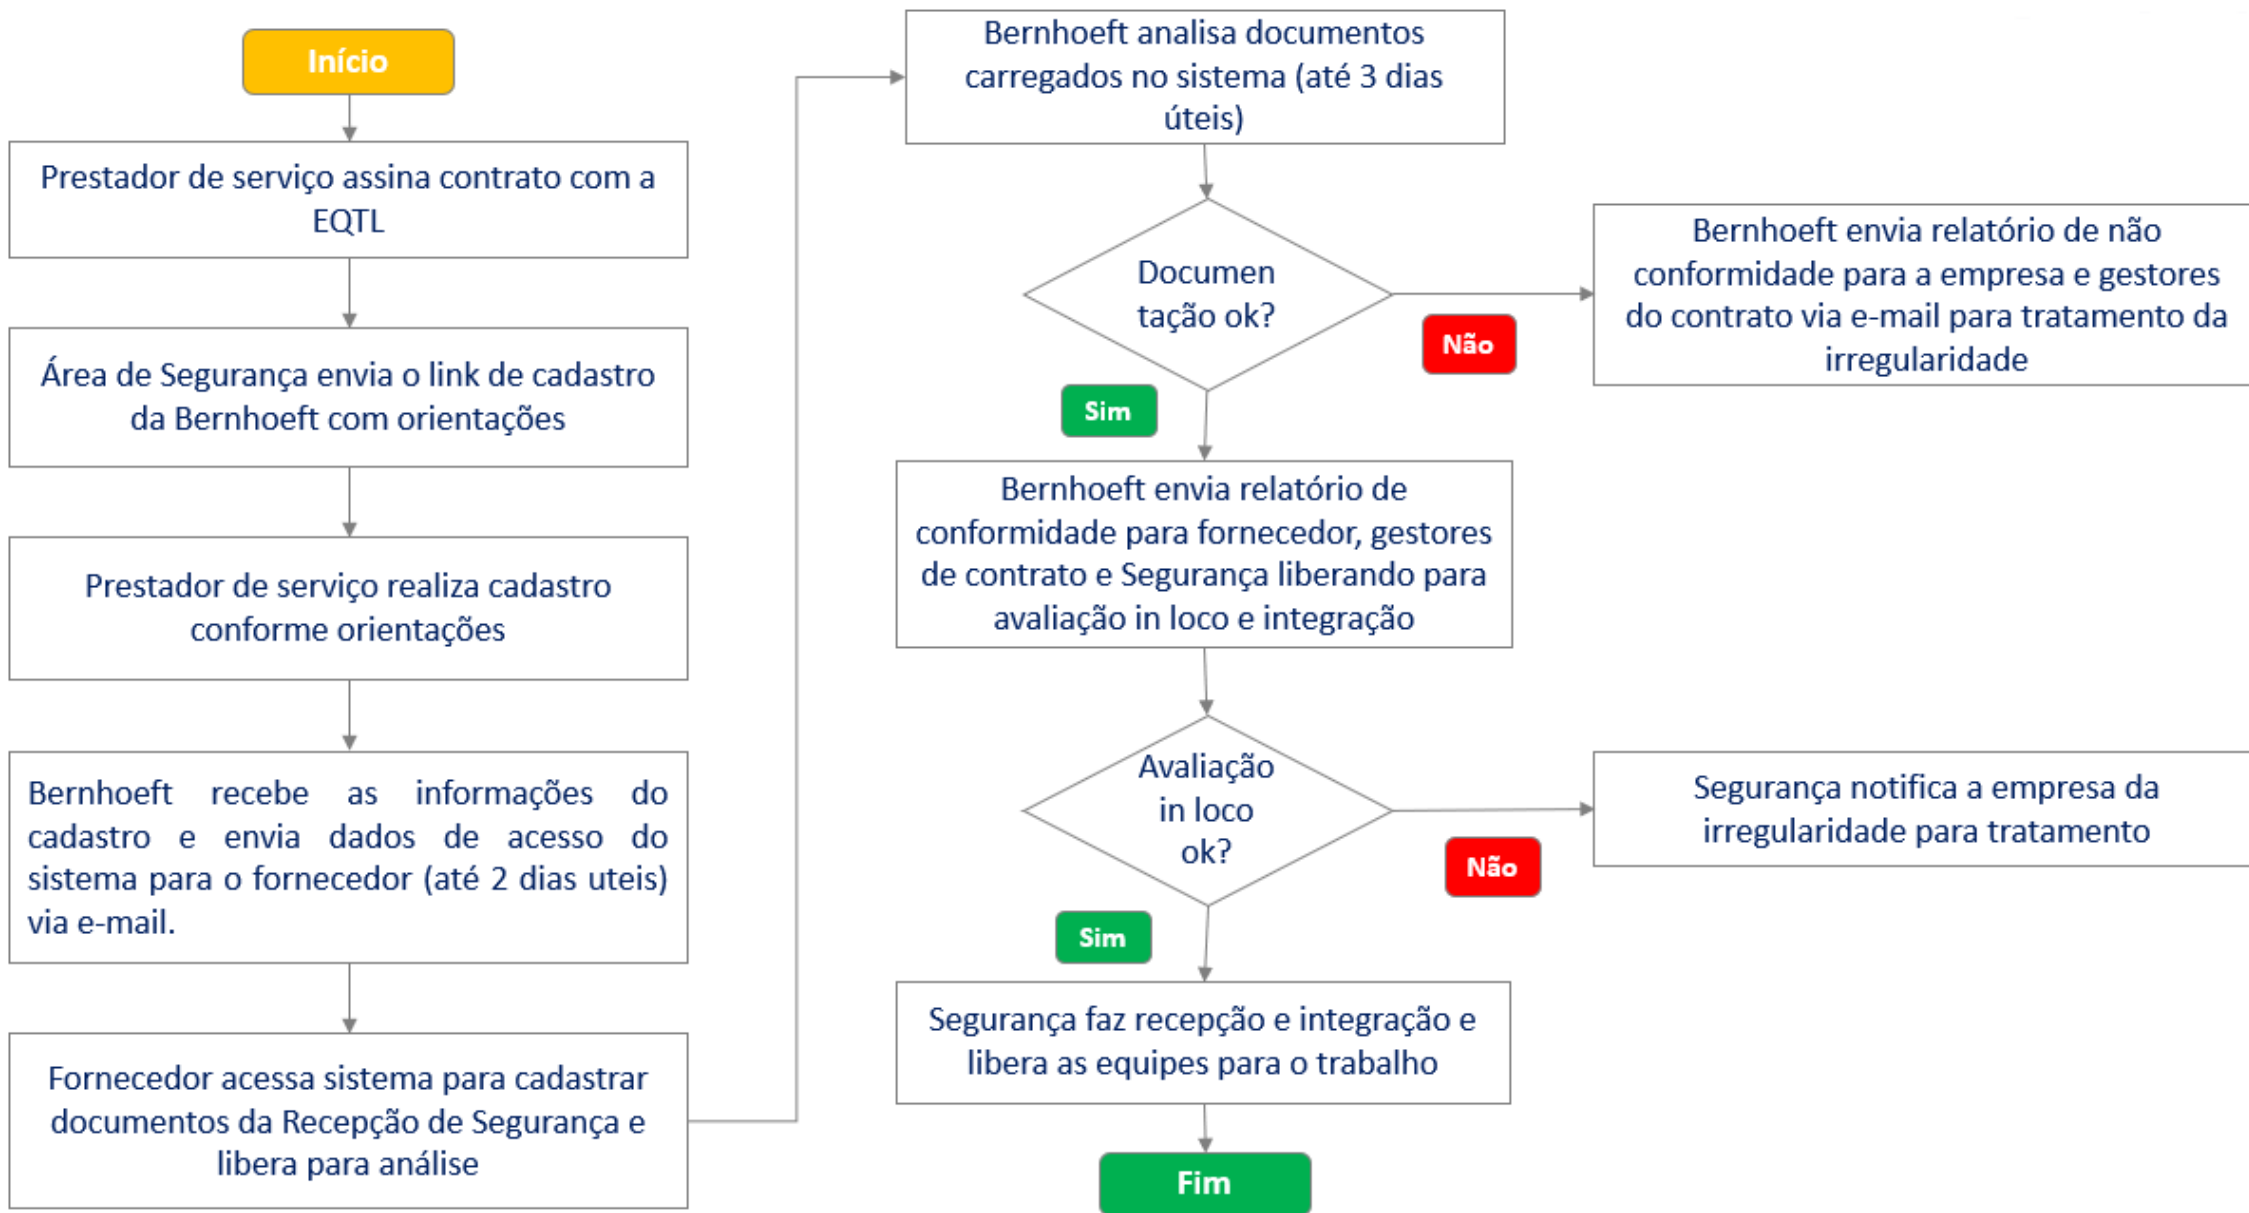 Início
Prestador de serviço assina contrato com a
EQTL
Área de Segurança envia o link de cadastro
da Bernhoeft com orientações
Prestador de serviço realiza cadastro
conforme orientações
Bernhoeft recebe as informações do
cadastro e envia dados de acesso do
sistema para o fornecedor (até 2 dias uteis)
via e-mail.
Fornecedor acessa sistema para cadastrar
documentos da Recepção de Segurança e
libera para análise
Bernhoeft analisa documentos
carregados no sistema (até 3 dias
úteis)
Documen
tação ok?
Não
Bernhoeft envia relatório de não
conformidade para a empresa e gestores
do contrato via e-mail para tratamento da
irregularidade
Sim
Bernhoeft envia relatório de
conformidade para fornecedor, gestores
de contrato e Segurança liberando para
avaliação in loco e integração
Avaliação
in loco
ok?
Não
Segurança notifica a empresa da
irregularidade para tratamento
Sim
Segurança faz recepção e integração e
libera as equipes para o trabalho
Fim